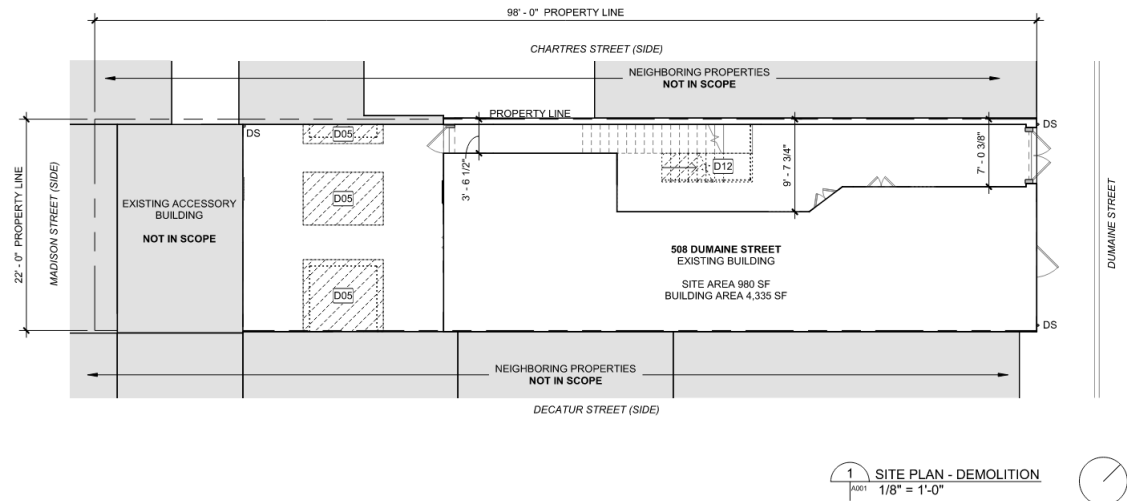 98' - 0" PROPERTY LINE
CHARTRES STREET (SIDE)
NEIGHBORING PROPERTIES
NOT IN SCOPE
PROPERTY LINE
DS
DS
D05
D12
3' - 6 1/2"
9' - 7 3/4"
7' - 0 3/8"
22' - 0" PROPERTY LINE
MADISON STREET (SIDE)
EXISTING ACCESSORY
BUILDING
NOT IN SCOPE
D05
D05
508 DUMAINE STREET
EXISTING BUILDING
SITE AREA 980 SF
BUILDING AREA 4,335 SF
DUMAINE STREET
DS
NEIGHBORING PROPERTIES
NOT IN SCOPE
DECATUR STREET (SIDE)
1 SITE PLAN - DEMOLITION
A001 1/8" = 1'-0"